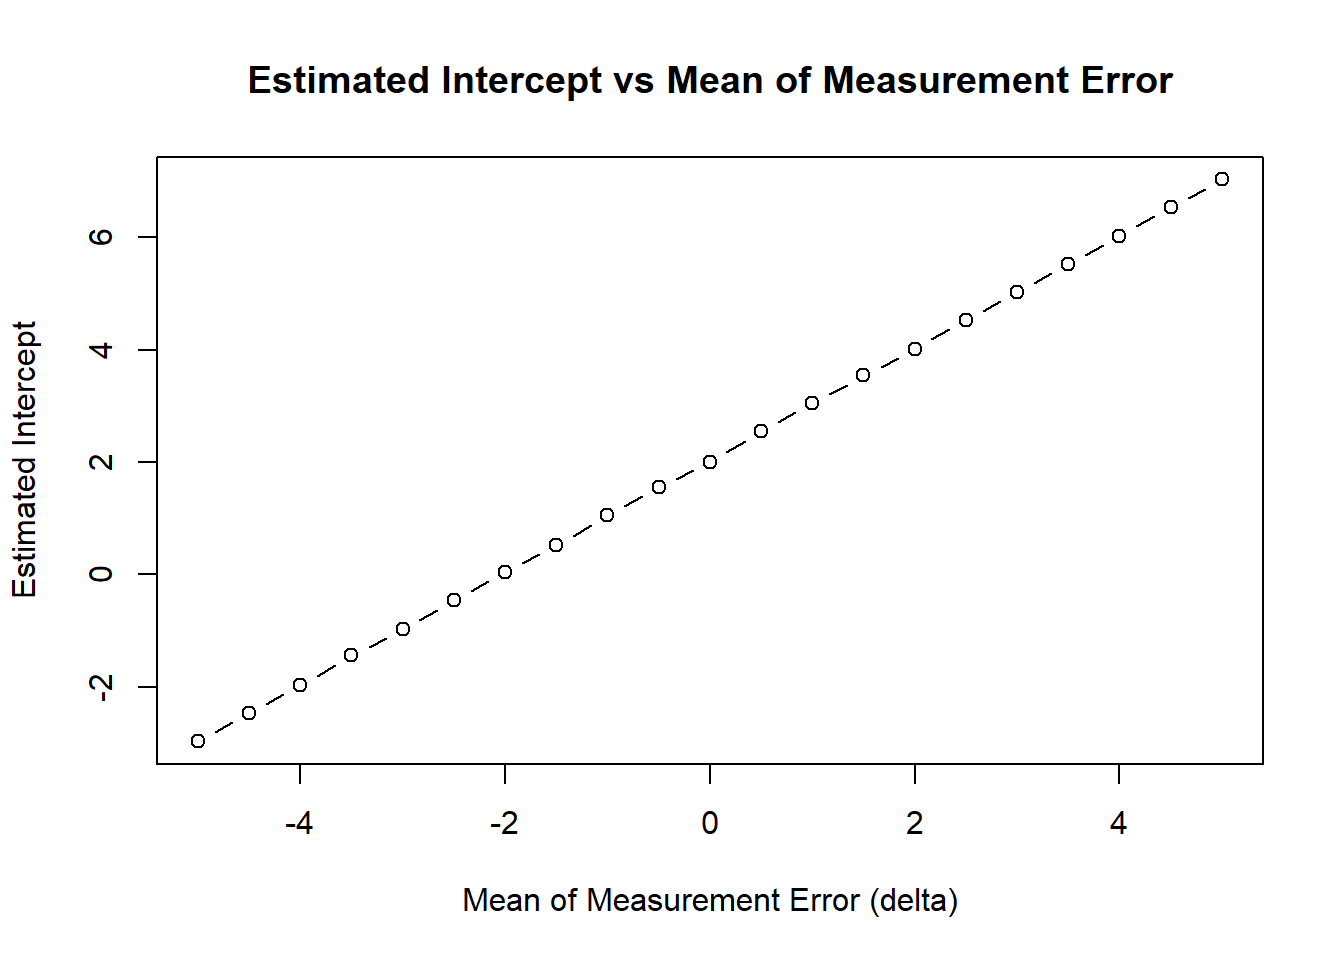 Estimated Intercept vs Mean of Measurement Error
Estimated Intercept
6
4
2
0
-2
-4 -2 0 2 4
Mean of Measurement Error (delta)